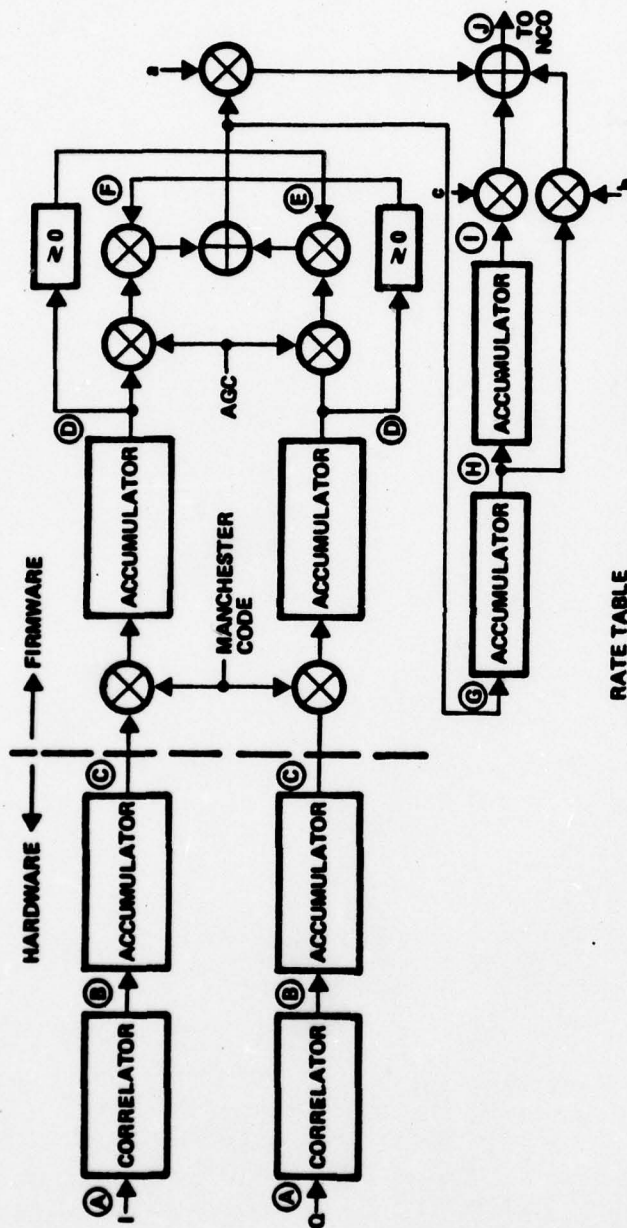 HARDWARE
FIRMWARE
I
A
CORRELATOR
B
ACCUMULATOR
C
ACCUMULATOR
D
≥ 0
F
a
J
TO
NCO
MANCHESTER
CODE
AGC
E
Q
A
CORRELATOR
B
ACCUMULATOR
C
ACCUMULATOR
D
≥ 0
c
G
ACCUMULATOR
H
ACCUMULATOR
I
b
RATE TABLE